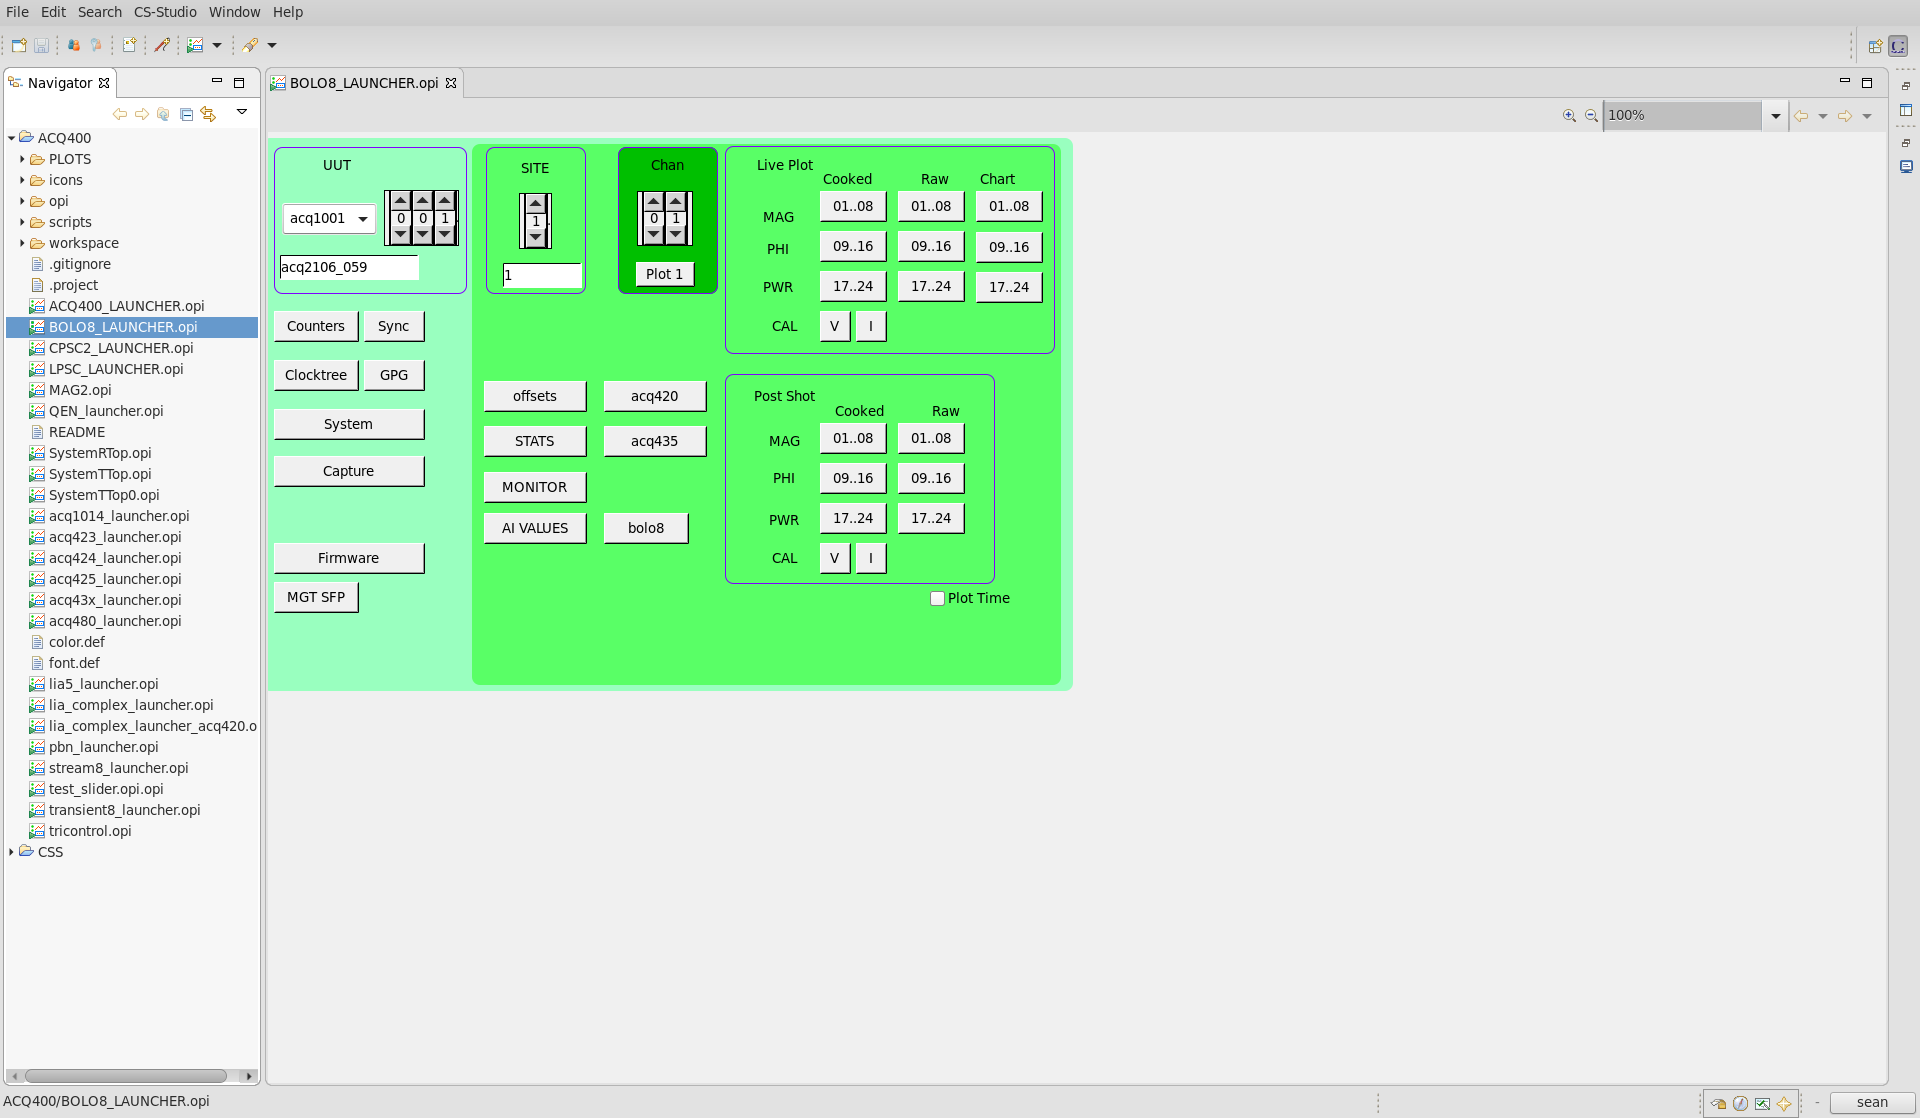 File Edit Search CS-Studio Window Help
Navigator
BOLO8_LAUNCHER.opi
100%
ACQ400
PLOTS
icons
opi
scripts
workspace
.gitignore
.project
ACQ400_LAUNCHER.opi
BOLO8_LAUNCHER.opi
CPSC2_LAUNCHER.opi
LPSC_LAUNCHER.opi
MAG2.opi
QEN_launcher.opi
README
SystemRTop.opi
SystemTTop.opi
SystemTTop0.opi
acq1014_launcher.opi
acq423_launcher.opi
acq424_launcher.opi
acq425_launcher.opi
acq43x_launcher.opi
acq480_launcher.opi
color.def
font.def
lia5_launcher.opi
lia_complex_launcher.opi
lia_complex_launcher_acq420.o
pbn_launcher.opi
stream8_launcher.opi
test_slider.opi.opi
transient8_launcher.opi
tricontrol.opi
CSS
UUT
acq1001
0 0 1
acq2106_059
Counters Sync
Clocktree GPG
System
Capture
Firmware
MGT SFP
SITE
1
1
Chan
0 1
Plot 1
offsets acq420
STATS acq435
MONITOR
AI VALUES bolo8
Live Plot
Cooked Raw Chart
MAG 01..08 01..08 01..08
PHI 09..16 09..16 09..16
PWR 17..24 17..24 17..24
CAL V I
Post Shot
Cooked Raw
MAG 01..08 01..08
PHI 09..16 09..16
PWR 17..24 17..24
CAL V I
Plot Time
ACQ400/BOLO8_LAUNCHER.opi
- sean